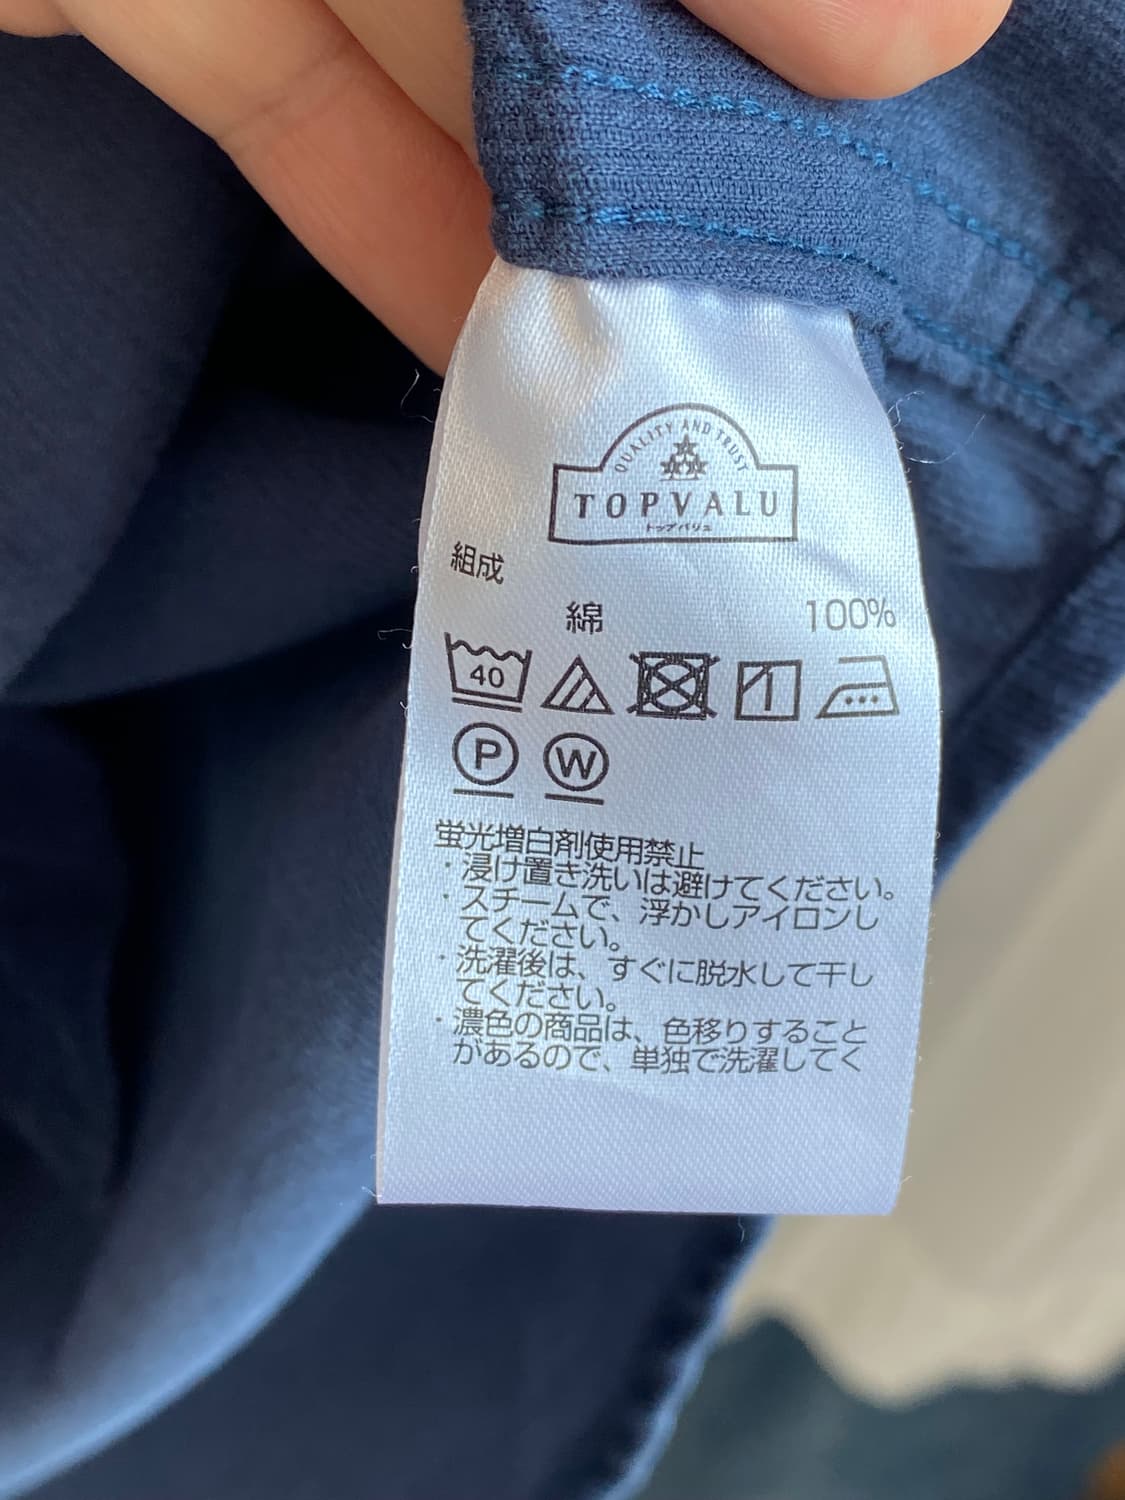 QUALITY AND TRUST
TOPVALU
トップバリュ
組成
綿 100%
40
P W
蛍光増白剤使用禁止
・浸け置き洗いは避けてください。
・スチームで、浮かしアイロンし
てください。
・洗濯後は、すぐに脱水して干し
てください。
・濃色の商品は、色移りすること
があるので、単独で洗濯してく